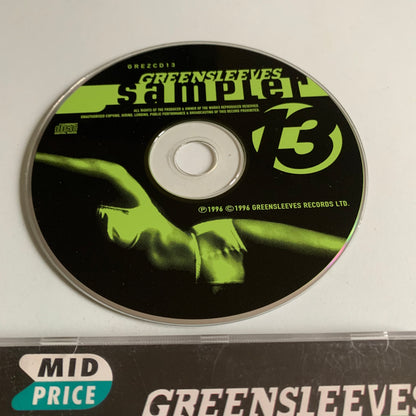 GREZCD13
GREENSLEEVES
sampler
13
ALL RIGHTS OF THE PRODUCER & OWNER OF THE WORKS REPRODUCED RESERVED.
UNAUTHORISED COPYING, HIRING, LENDING, PUBLIC PERFORMANCE & BROADCASTING OF THIS RECORD PROHIBITED.
℗1996 ©1996 GREENSLEEVES RECORDS LTD.
MID
PRICE
GREENSLEEVES